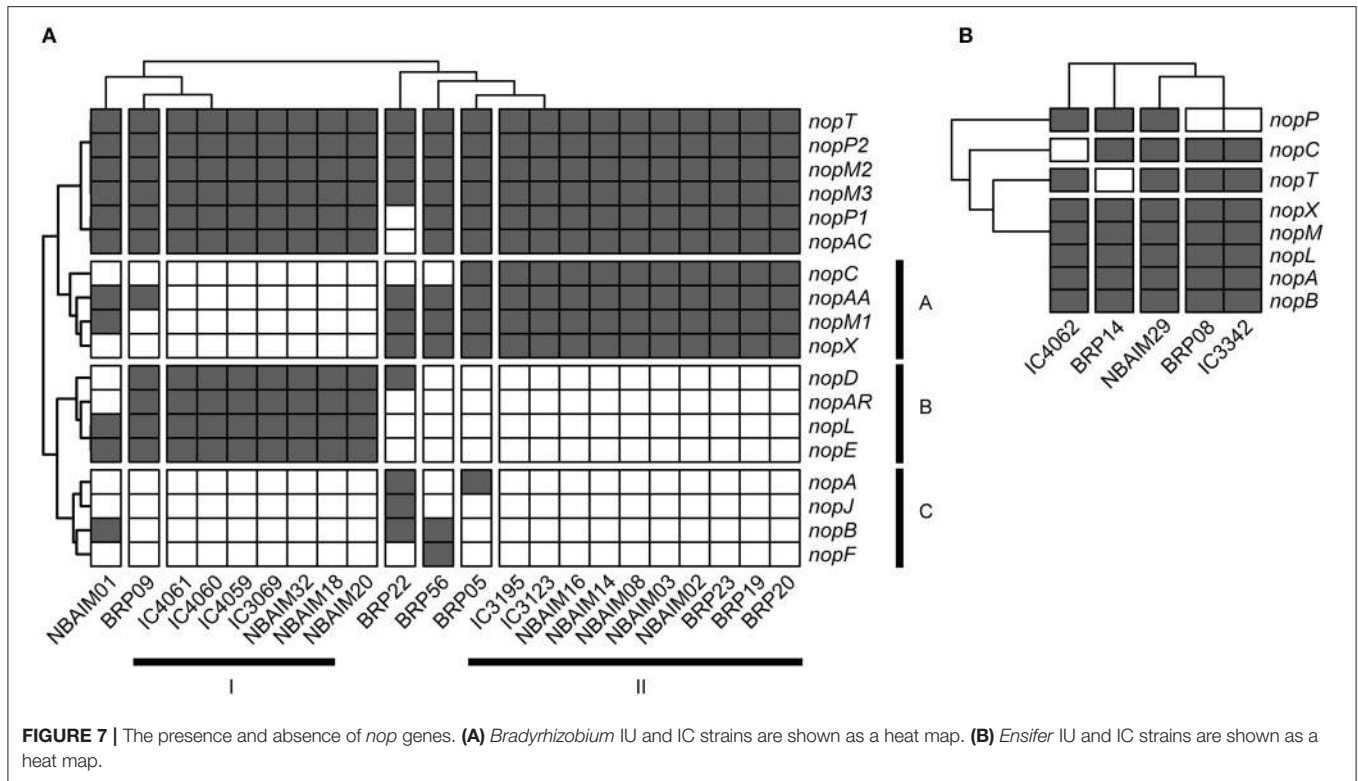 A
B
nopT
nopP2
nopM2
nopM3
nopP1
nopAC
nopC
nopAA
nopM1
nopX
A
nopD
nopAR
nopL
nopE
B
nopA
nopJ
nopB
nopF
C
NBAIM01
BRP09
IC4061
IC4060
IC4059
IC3069
NBAIM32
NBAIM18
NBAIM20
BRP22
BRP56
BRP05
IC3195
IC3123
NBAIM16
NBAIM14
NBAIM08
NBAIM03
NBAIM02
BRP23
BRP19
BRP20
I
II
nopP
nopC
nopT
nopX
nopM
nopL
nopA
nopB
IC4062
BRP14
NBAIM29
BRP08
IC3342
FIGURE 7 | The presence and absence of nop genes. (A) Bradyrhizobium IU and IC strains are shown as a heat map. (B) Ensifer IU and IC strains are shown as a
heat map.